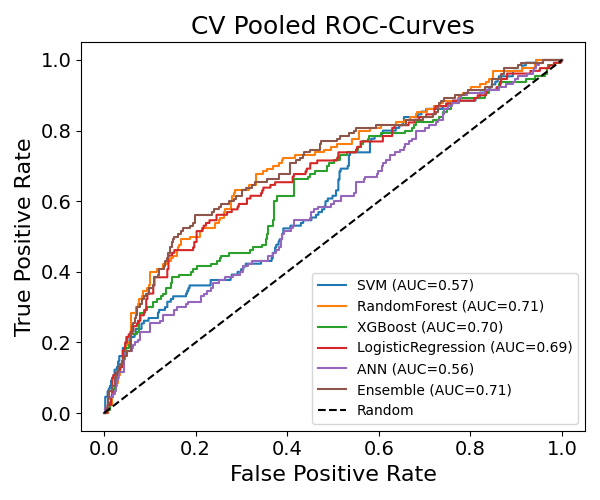 CV Pooled ROC-Curves
True Positive Rate
1.0
0.8
0.6
0.4
0.2
0.0
SVM (AUC=0.57)
RandomForest (AUC=0.71)
XGBoost (AUC=0.70)
LogisticRegression (AUC=0.69)
ANN (AUC=0.56)
Ensemble (AUC=0.71)
Random
0.0 0.2 0.4 0.6 0.8 1.0
False Positive Rate